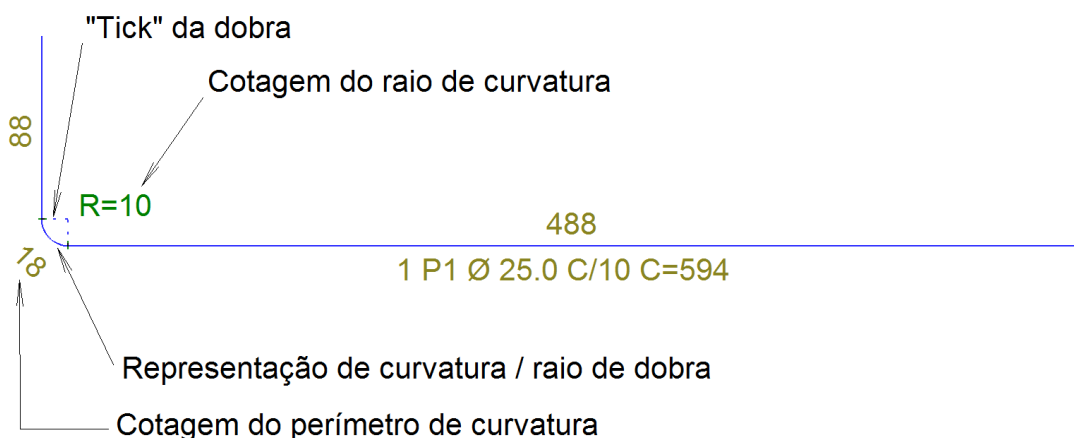 "Tick" da dobra
Cotagem do raio de curvatura
88
R=10
488
18
1 P1 Ø 25.0 C/10 C=594
Representação de curvatura / raio de dobra
Cotagem do perímetro de curvatura